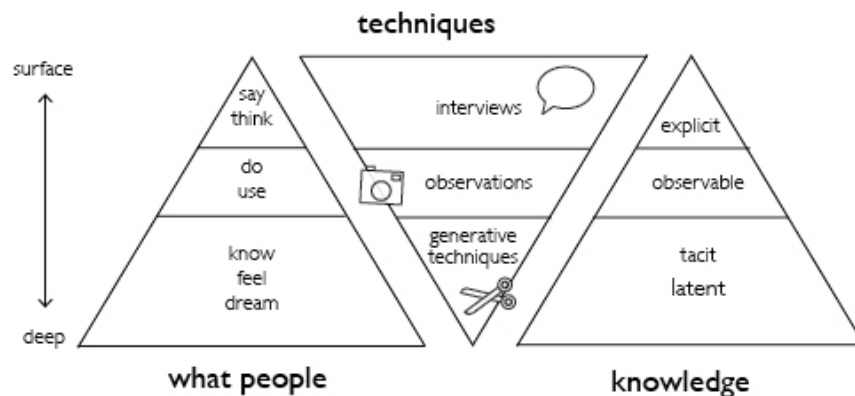 techniques
surface
say
think
interviews
explicit
do
use
observations
observable
know
feel
dream
generative
techniques
tacit
latent
deep
what people
knowledge